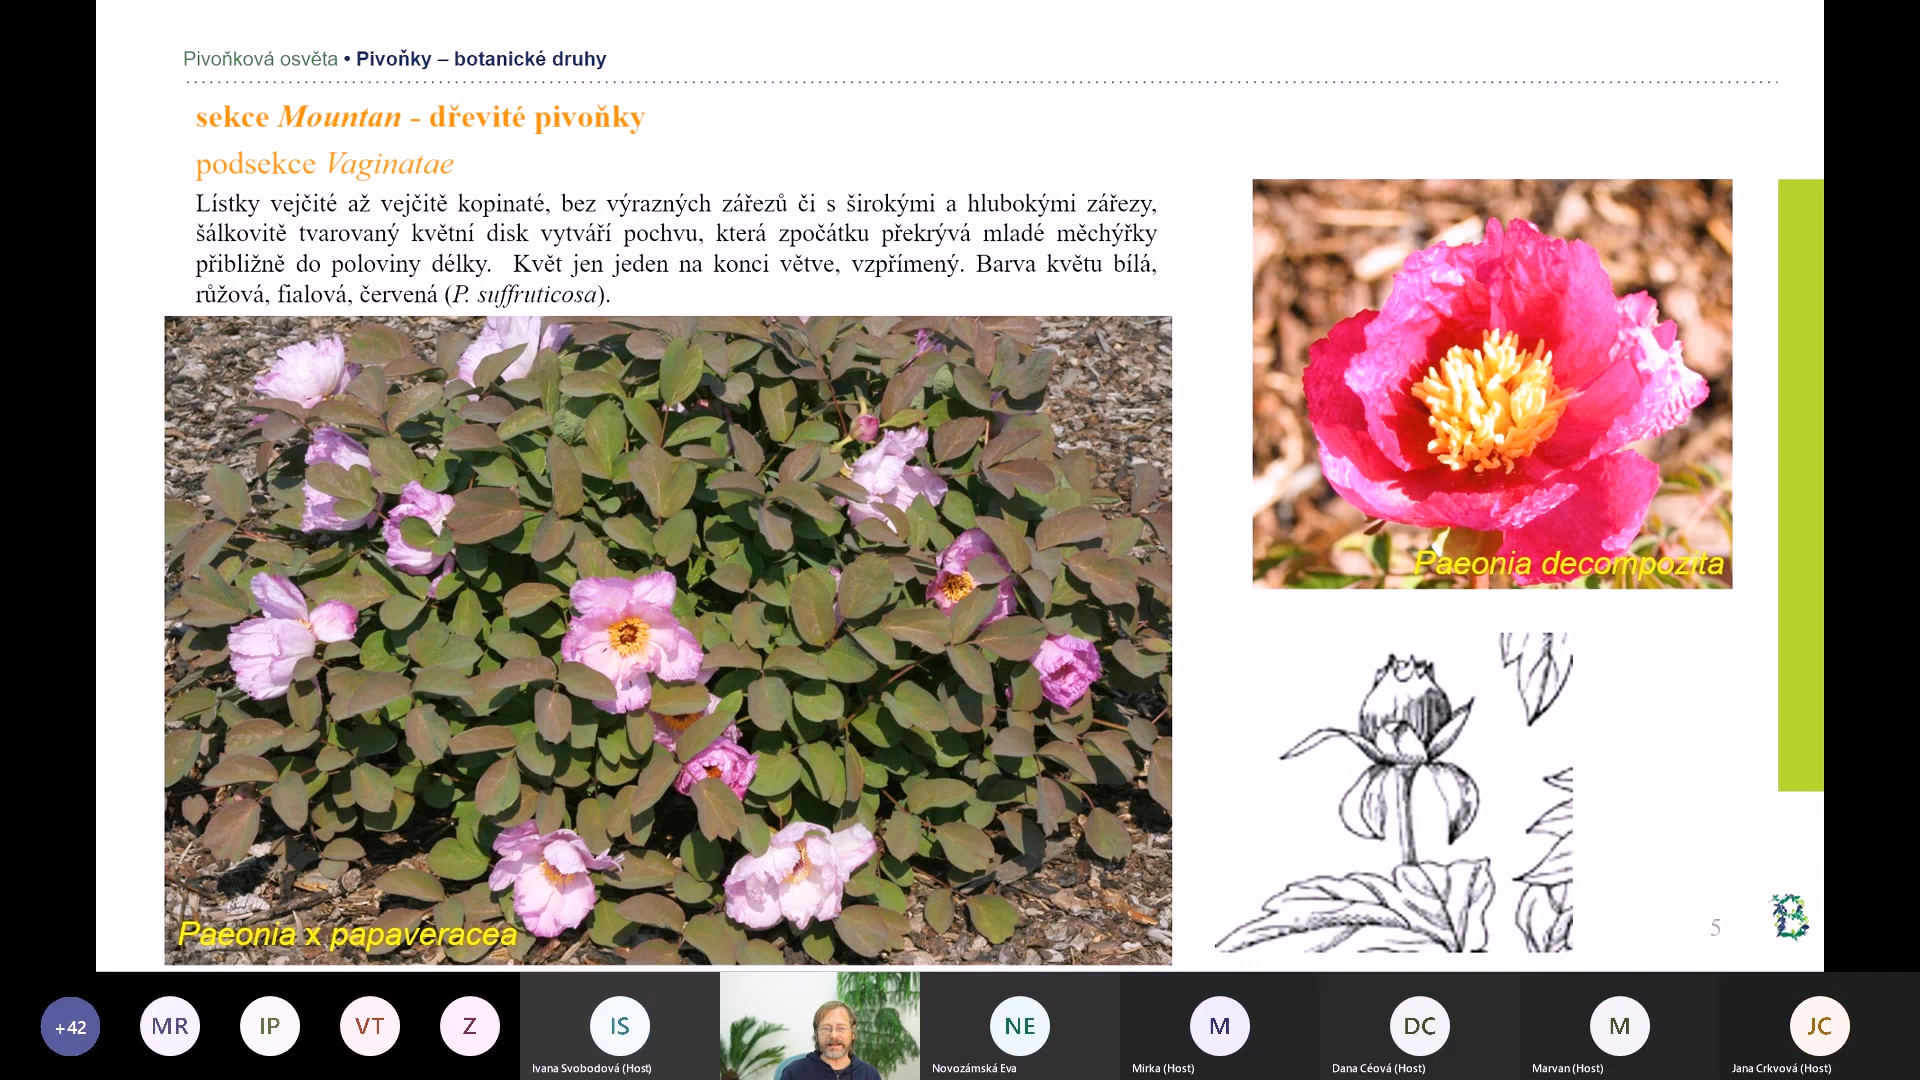 Pivoňková osvěta • Pivoňky – botanické druhy
sekce Mountan - dřevité pivoňky
podsekce Vaginatae
Lístky vejčité až vejčitě kopinaté, bez výrazných zářezů či s širokými a hlubokými zářezy,
šálkovitě tvarovaný květní disk vytváří pochvu, která zpočátku překrývá mladé měchýřky
přibližně do poloviny délky. Květ jen jeden na konci větve, vzpřímený. Barva květu bílá,
růžová, fialová, červená (P. suffruticosa).
Paeonia decompozita
Paeonia x papaveracea
5
B
+42
MR
IP
VT
Z
IS
NE
M
DC
M
JC
Ivana Svobodová (Host)
Novozámská Eva
Mirka (Host)
Dana Céová (Host)
Marvan (Host)
Jana Crkvová (Host)